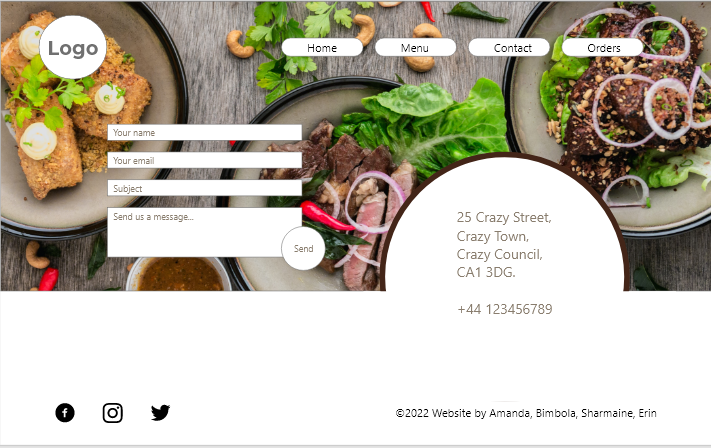 Logo
Home
Menu
Contact
Orders
Your name
Your email
Subject
Send us a message...
Send
25 Crazy Street,
Crazy Town,
Crazy Council,
CA1 3DG.
+44 123456789
©2022 Website by Amanda, Bimbola, Sharmaine, Erin